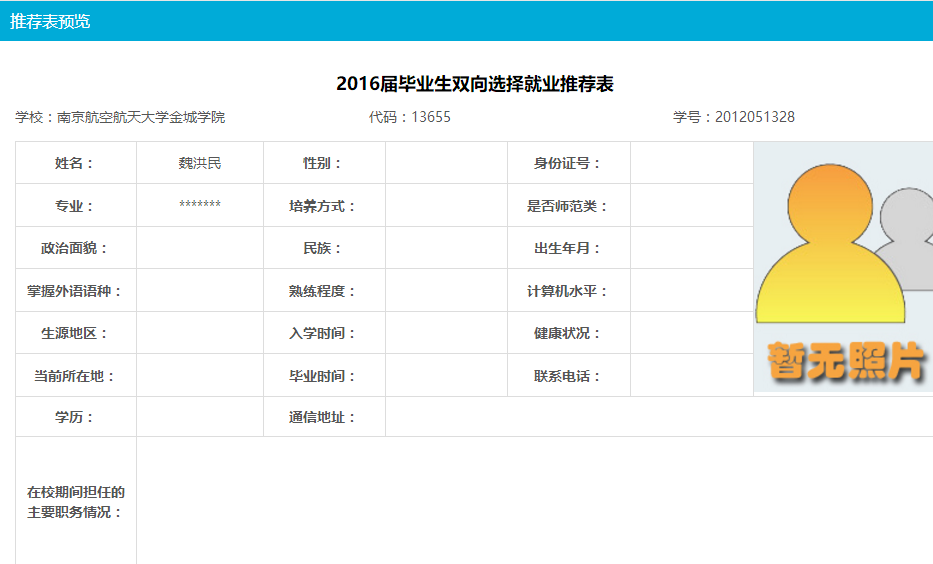 推荐表预览
2016届毕业生双向选择就业推荐表
学校：南京航空航天大学金城学院 代码：13655 学号：2012051328
姓名： 魏洪民 性别： 身份证号：
专业： ******* 培养方式： 是否师范类：
政治面貌： 民族： 出生年月：
掌握外语语种： 熟练程度： 计算机水平：
生源地区： 入学时间： 健康状况：
暂无照片
当前所在地： 毕业时间： 联系电话：
学历： 通信地址：
在校期间担任的
主要职务情况：